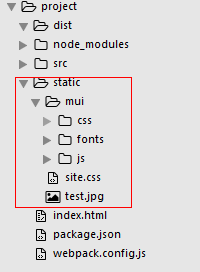 project
dist
node_modules
src
static
mui
css
fonts
js
site.css
test.jpg
index.html
package.json
webpack.config.js